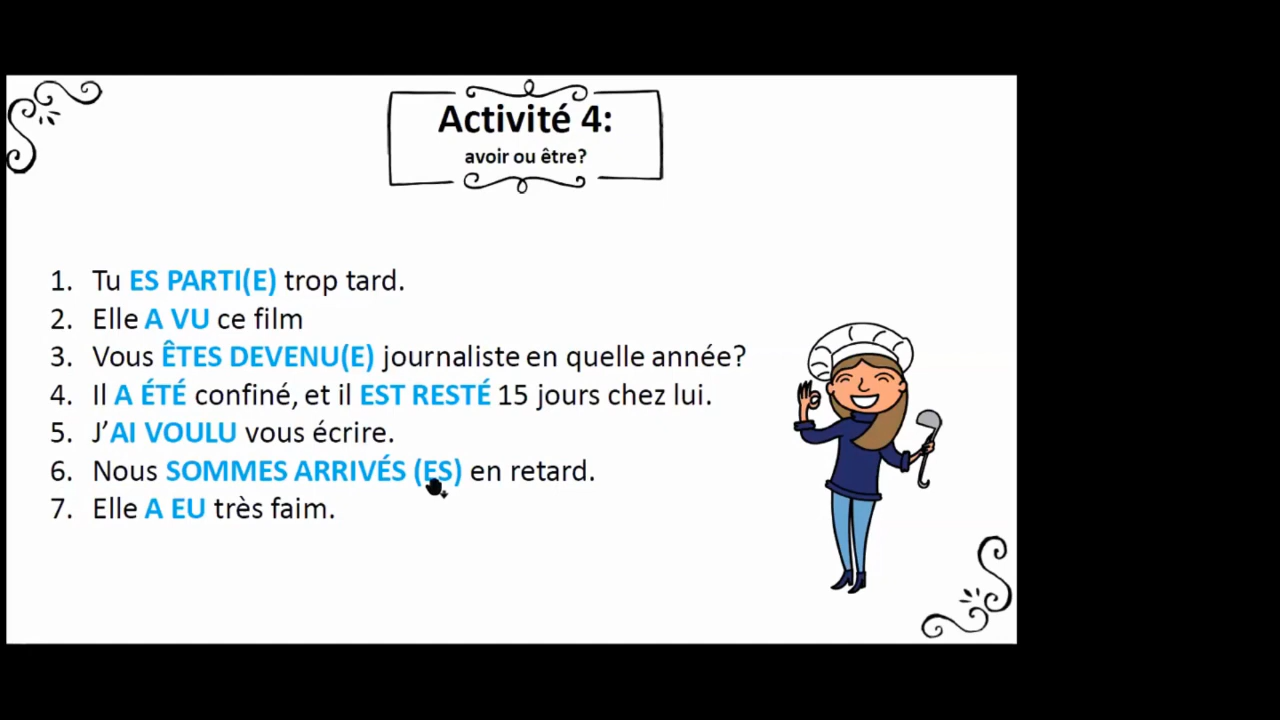 Activité 4:
avoir ou être?
1. Tu ES PARTI(E) trop tard.
2. Elle A VU ce film
3. Vous ÊTES DEVENU(E) journaliste en quelle année?
4. Il A ÉTÉ confiné, et il EST RESTÉ 15 jours chez lui.
5. J’AI VOULU vous écrire.
6. Nous SOMMES ARRIVÉS (ES) en retard.
7. Elle A EU très faim.